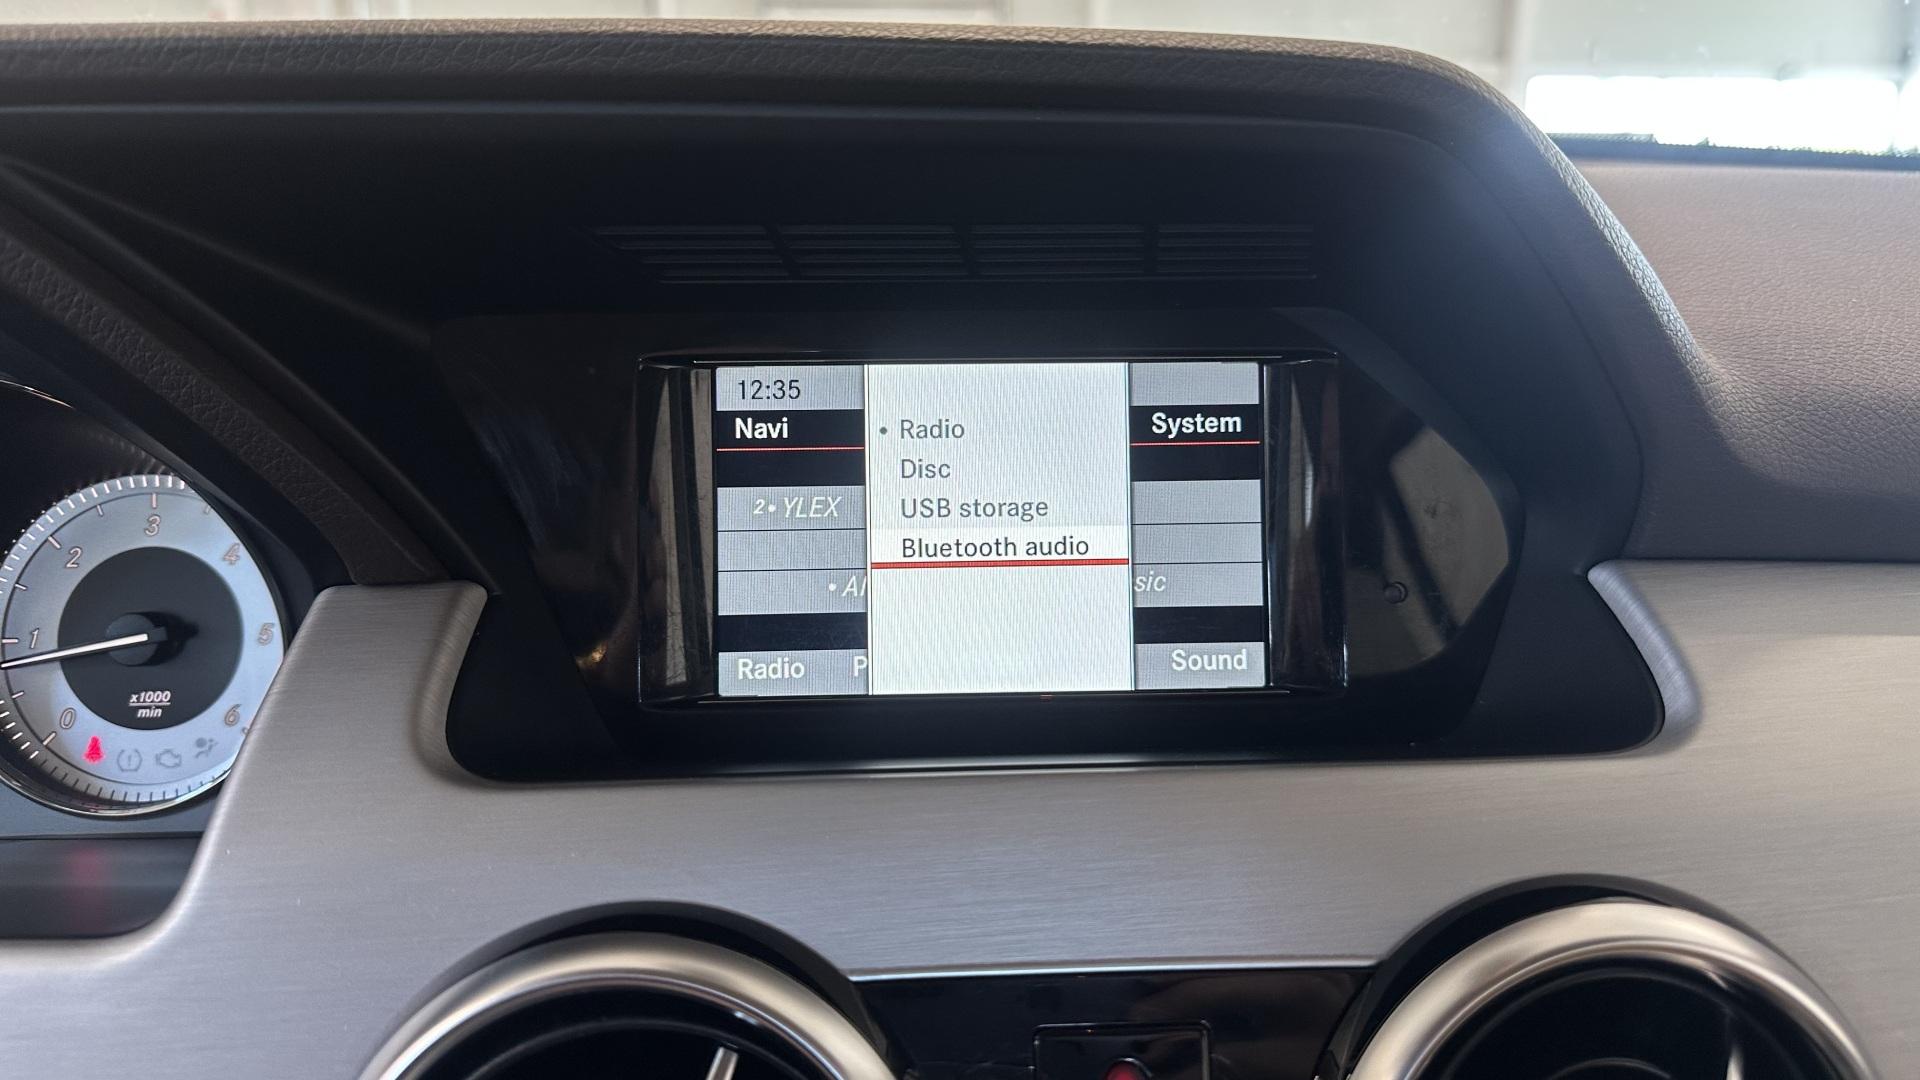 12:35
Navi
System
• Radio
Disc
USB storage
Bluetooth audio
2• YLEX
sic
Radio
Sound
0
1
2
3
4
5
6
x1000
min